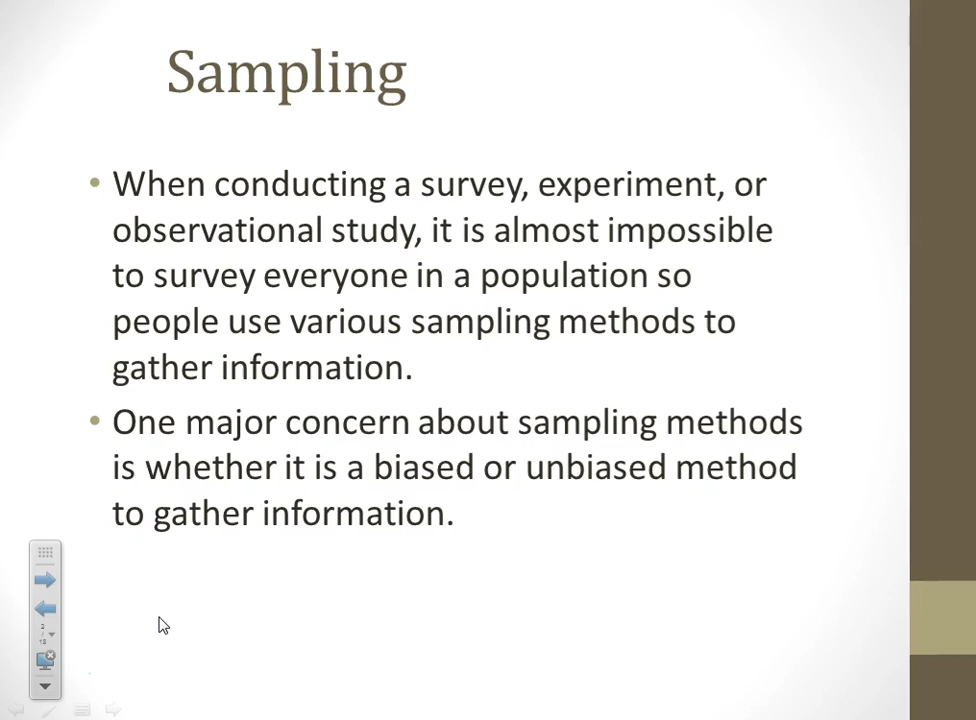 Sampling
• When conducting a survey, experiment, or
observational study, it is almost impossible
to survey everyone in a population so
people use various sampling methods to
gather information.
• One major concern about sampling methods
is whether it is a biased or unbiased method
to gather information.